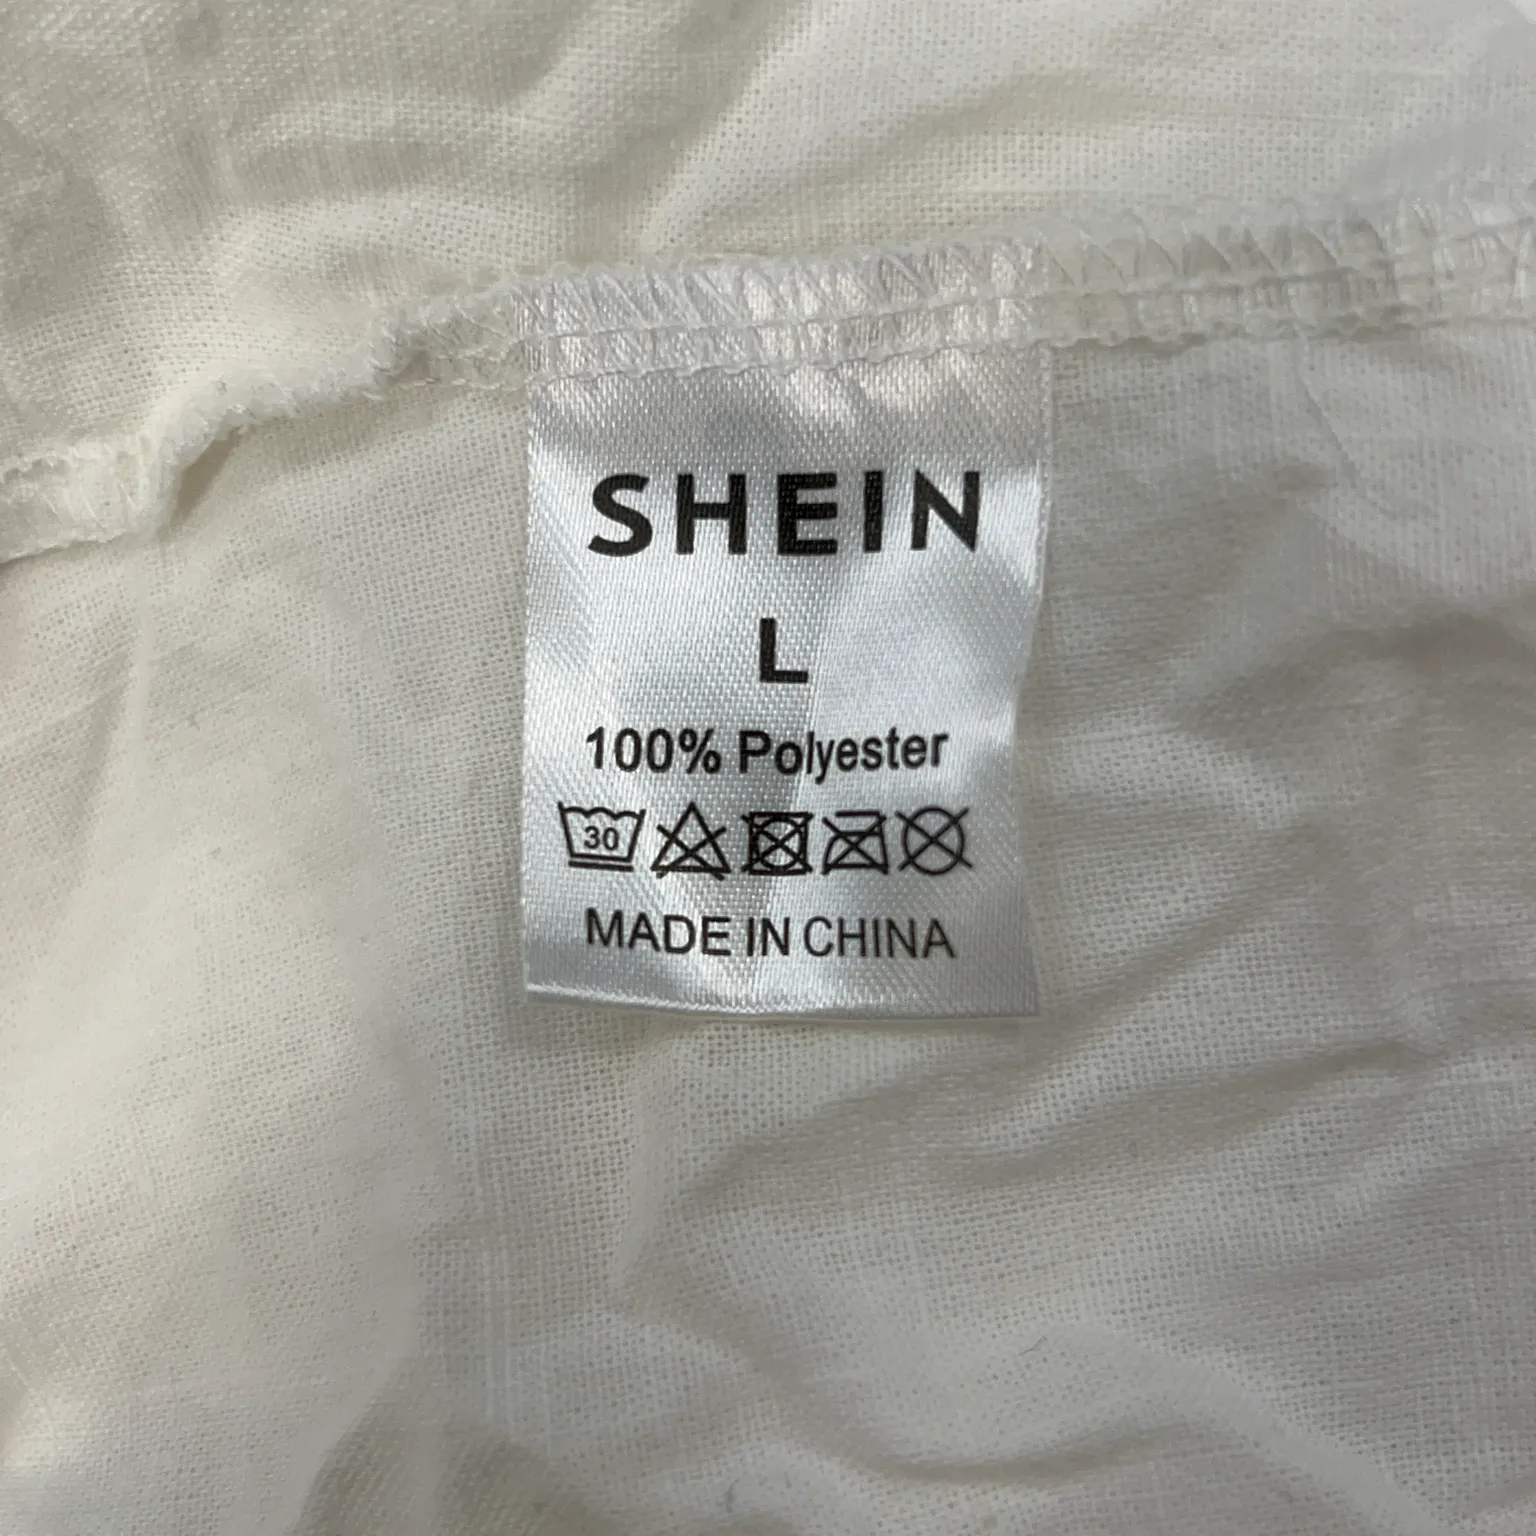 SHEIN
L
100% Polyester
30
MADE IN CHINA